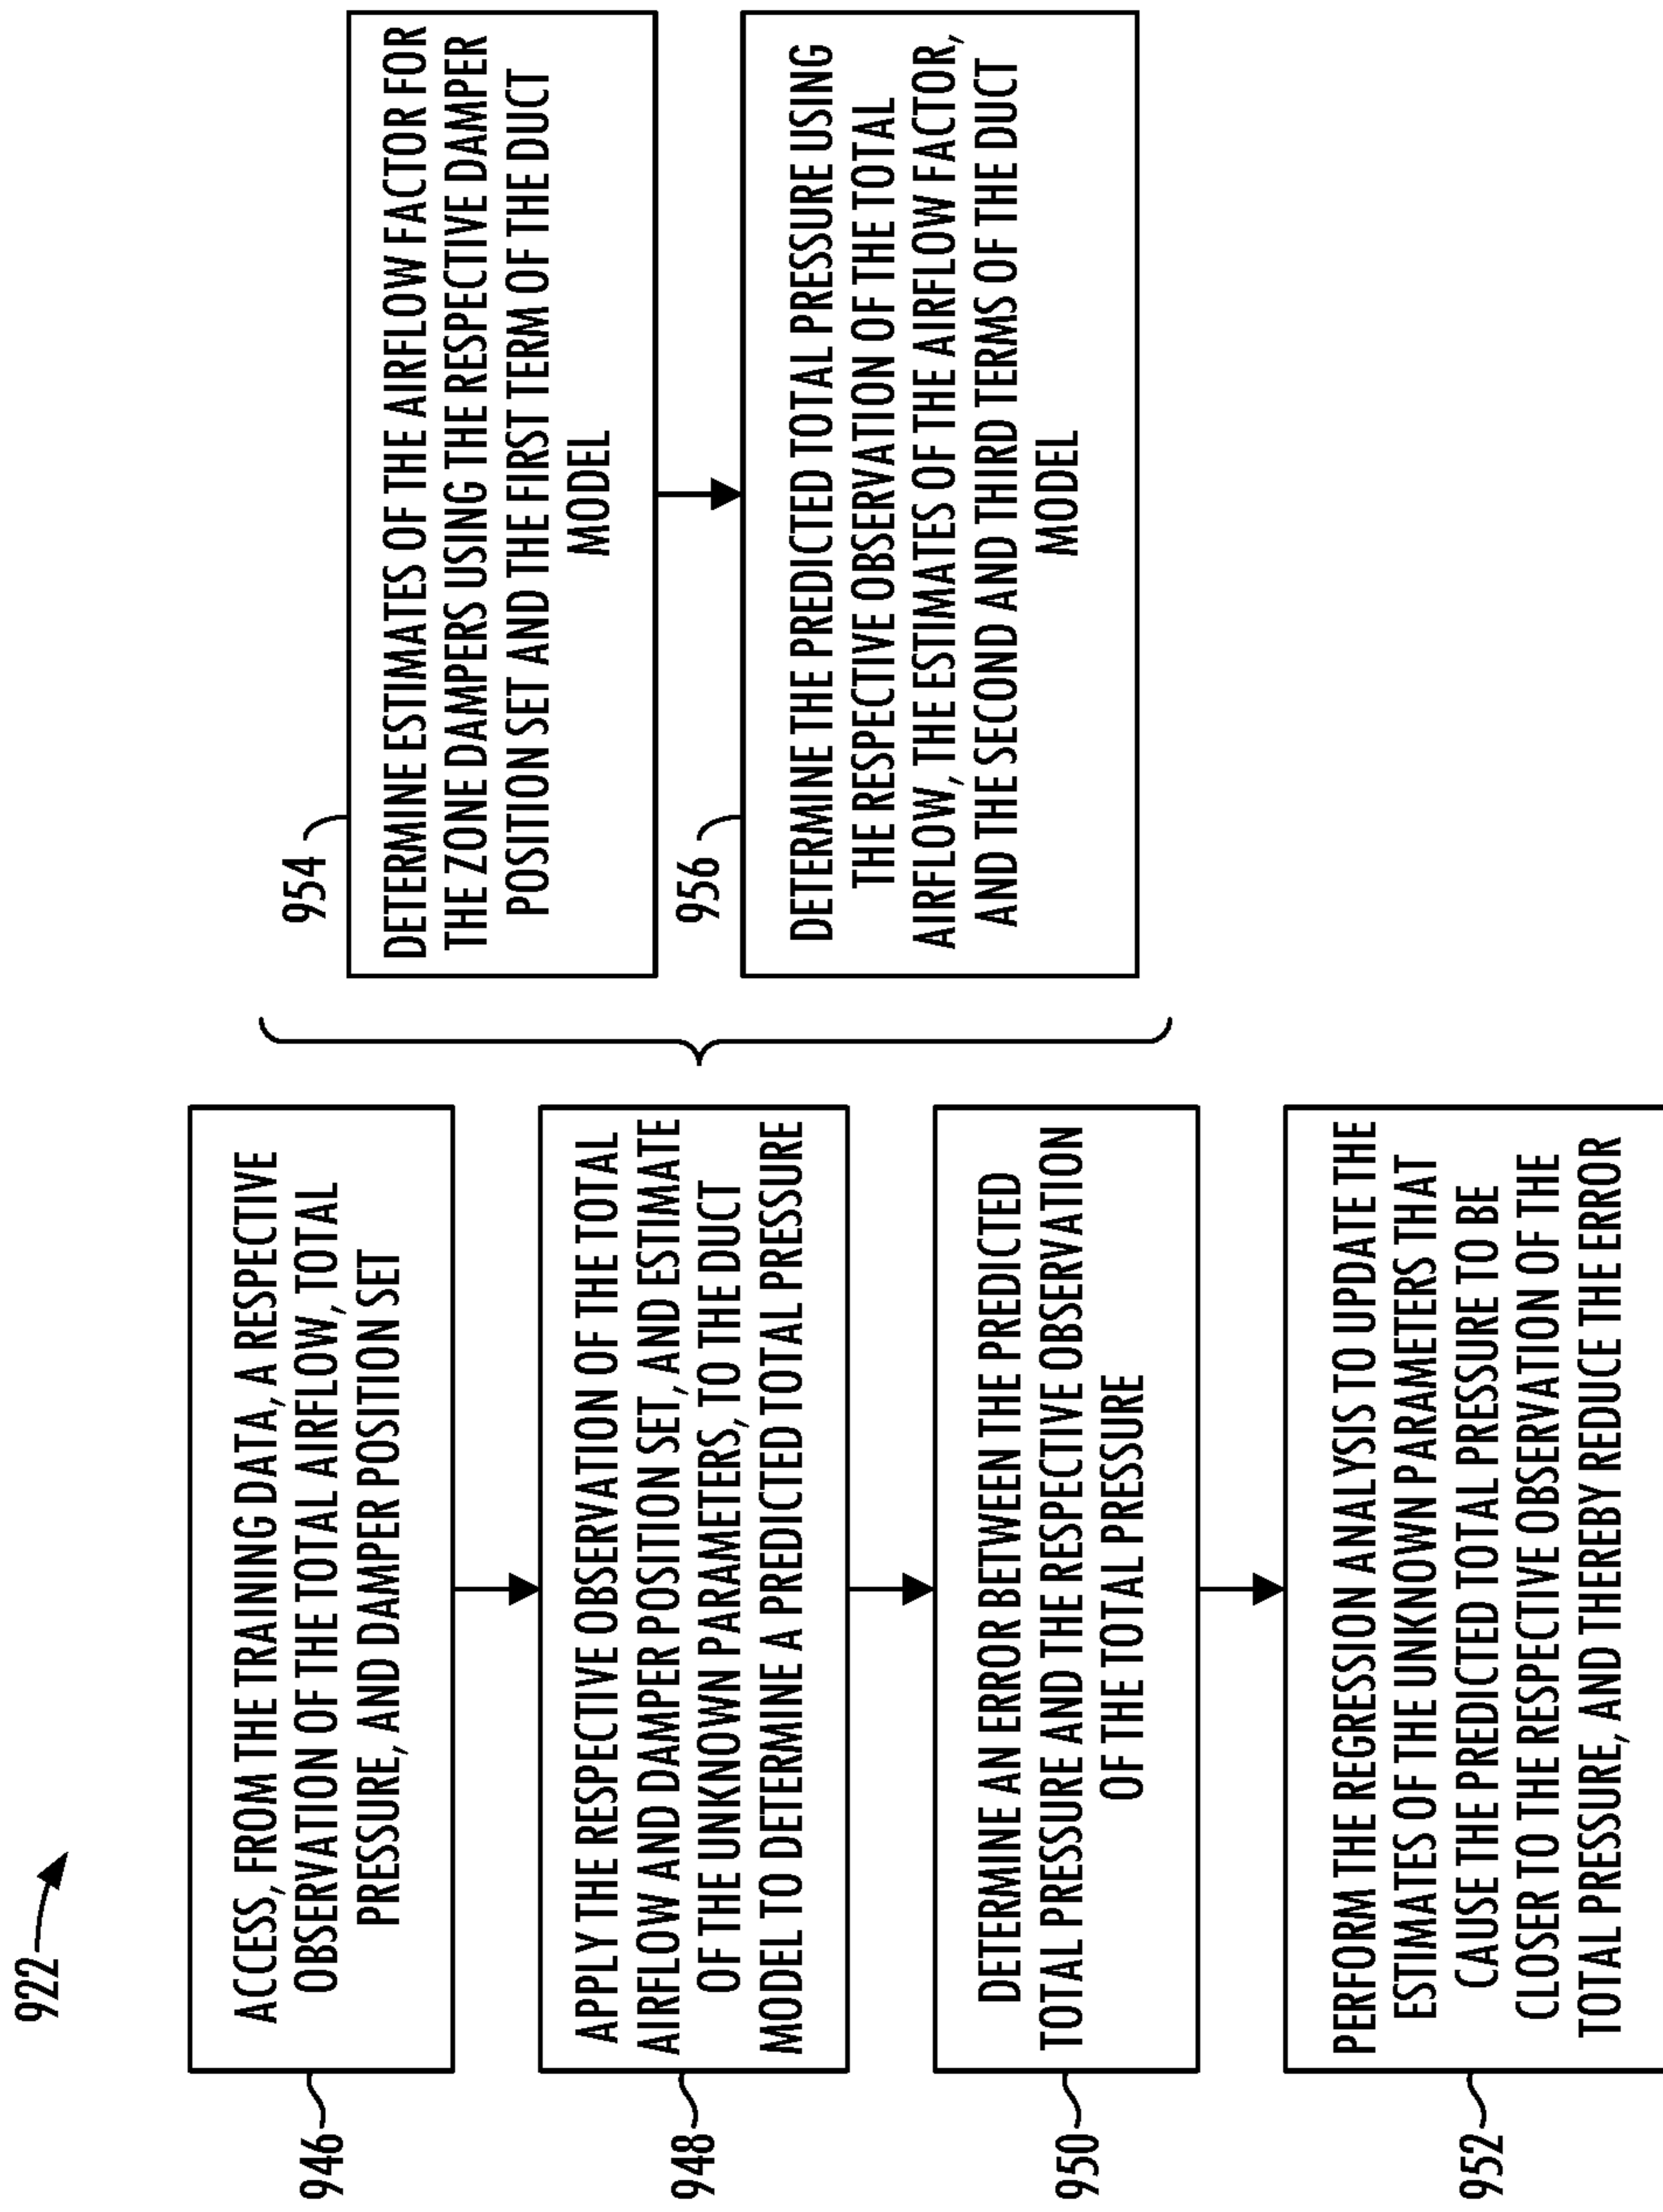 922
946
ACCESS, FROM THE TRAINING DATA, A RESPECTIVE
OBSERVATION OF THE TOTAL AIRFLOW, TOTAL
PRESSURE, AND DAMPER POSITION SET
948
APPLY THE RESPECTIVE OBSERVATION OF THE TOTAL
AIRFLOW AND DAMPER POSITION SET, AND ESTIMATE
OF THE UNKNOWN PARAMETERS, TO THE DUCT
MODEL TO DETERMINE A PREDICTED TOTAL PRESSURE
950
DETERMINE AN ERROR BETWEEN THE PREDICTED
TOTAL PRESSURE AND THE RESPECTIVE OBSERVATION
OF THE TOTAL PRESSURE
952
PERFORM THE REGRESSION ANALYSIS TO UPDATE THE
ESTIMATES OF THE UNKNOWN PARAMETERS THAT
CAUSE THE PREDICTED TOTAL PRESSURE TO BE
CLOSER TO THE RESPECTIVE OBSERVATION OF THE
TOTAL PRESSURE, AND THEREBY REDUCE THE ERROR
954
DETERMINE ESTIMATES OF THE AIRFLOW FACTOR FOR
THE ZONE DAMPERS USING THE RESPECTIVE DAMPER
POSITION SET AND THE FIRST TERM OF THE DUCT
MODEL
956
DETERMINE THE PREDICTED TOTAL PRESSURE USING
THE RESPECTIVE OBSERVATION OF THE TOTAL
AIRFLOW, THE ESTIMATES OF THE AIRFLOW FACTOR,
AND THE SECOND AND THIRD TERMS OF THE DUCT
MODEL